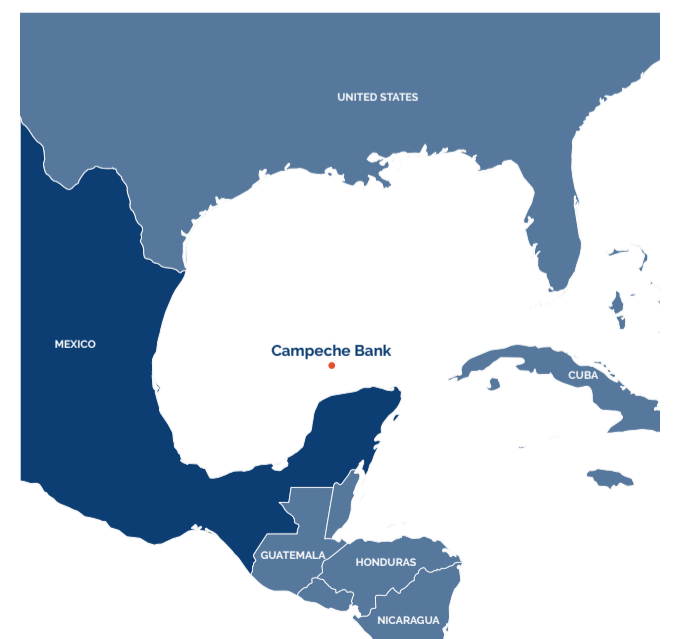 UNITED STATES
MEXICO
Campeche Bank
CUBA
GUATEMALA
HONDURAS
NICARAGUA